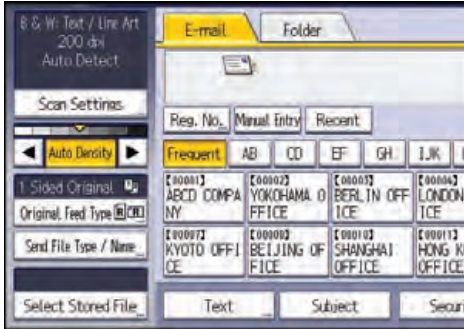 B & W: Text / Line Art
200 dpi
Auto Detect
Scan Settings
Auto Density
1 Sided Original
Original Feed Type
Send File Type / Name
Select Stored File
E-mail Folder
Reg. No. Manual Entry Recent
Frequent AB CD EF GH IJK
[00001] [00002] [00003] [00004]
ABCD COMPA YOKOHAMA O BERLIN OFF LONDON
NY FFICE ICE ICE
[00007] [00008] [00009] [00011]
KYOTO OFFI BEIJING OF SHANGHAI HONG K
CE FICE OFFICE OFFICE
Text Subject Secur